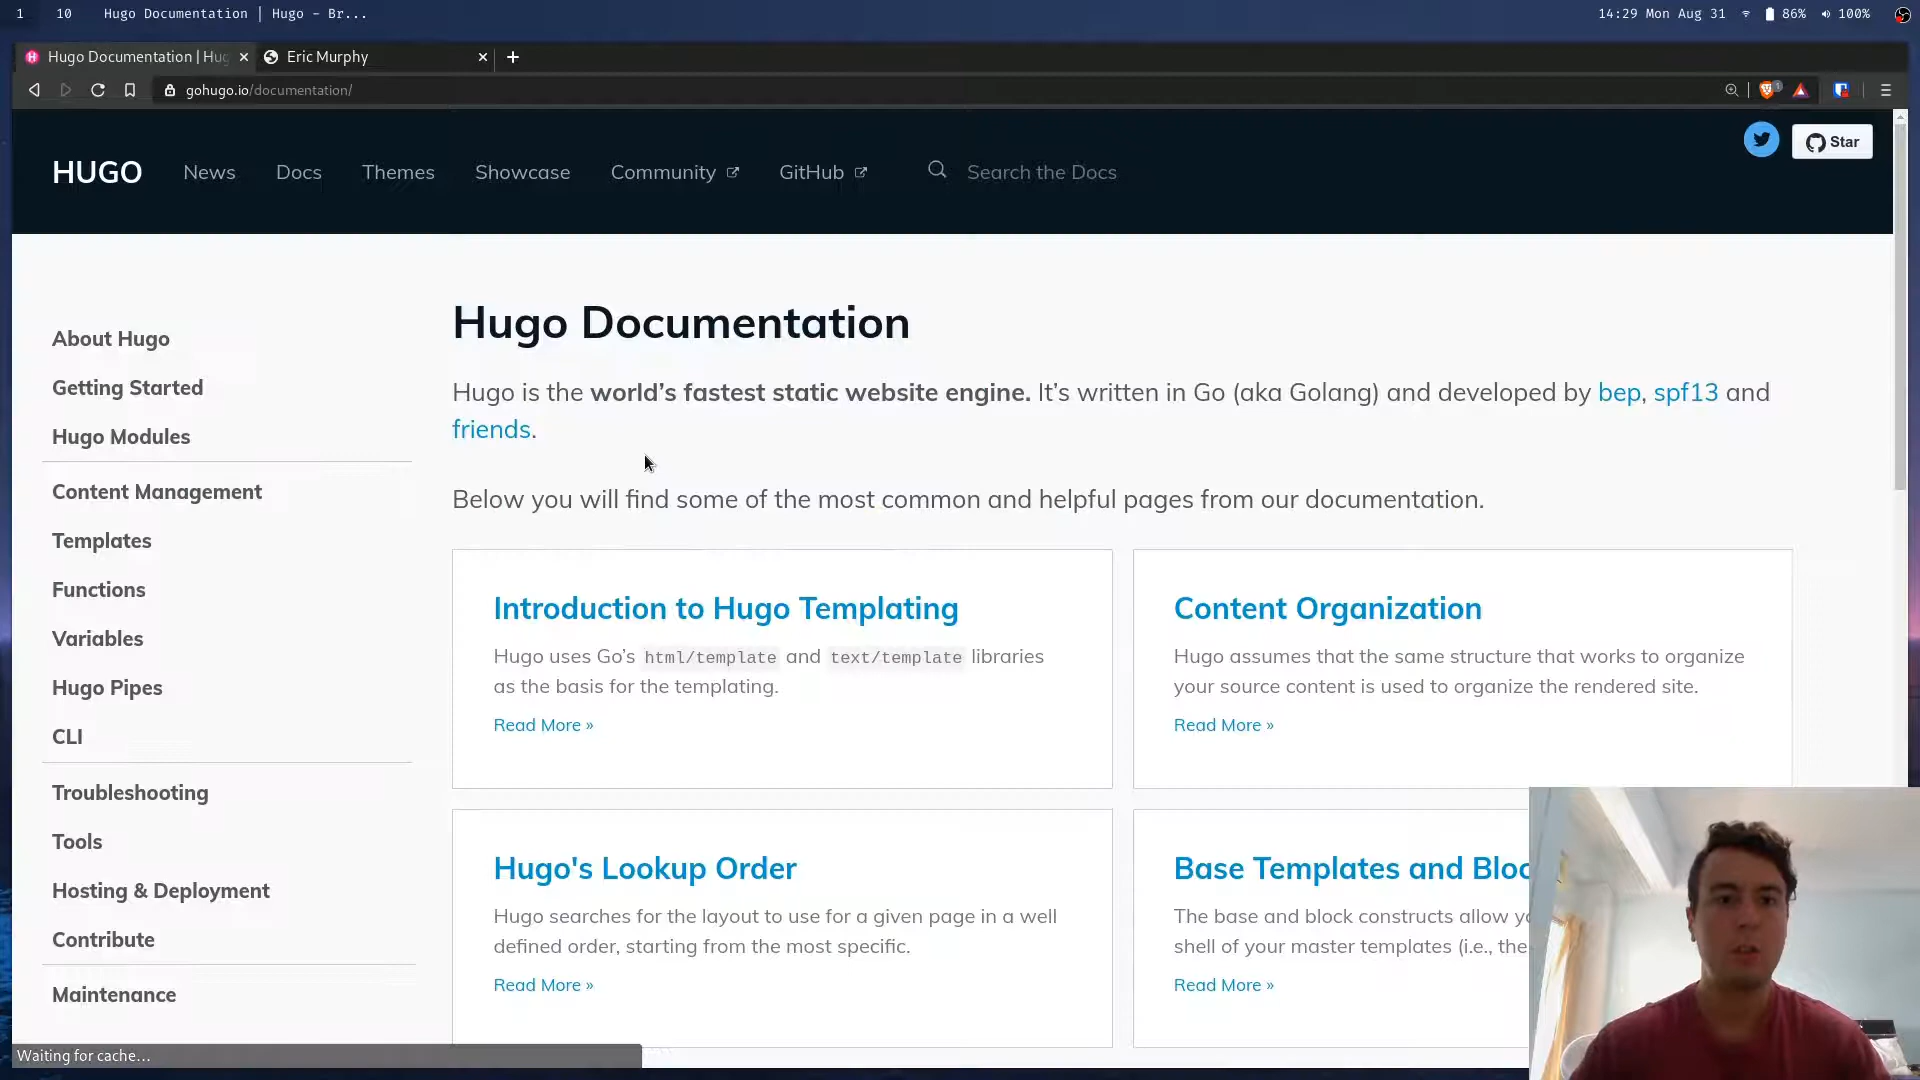 1 10 Hugo Documentation | Hugo - Br... 14:29 Mon Aug 31 86% 100%
Hugo Documentation | Hug Eric Murphy
gohugo.io/documentation/ 1
HUGO News Docs Themes Showcase Community GitHub Search the Docs Star
About Hugo
Getting Started
Hugo Modules
Content Management
Templates
Functions
Variables
Hugo Pipes
CLI
Troubleshooting
Tools
Hosting & Deployment
Contribute
Maintenance
Hugo Documentation
Hugo is the world’s fastest static website engine. It’s written in Go (aka Golang) and developed by bep, spf13 and
friends.
Below you will find some of the most common and helpful pages from our documentation.
Introduction to Hugo Templating
Hugo uses Go’s html/template and text/template libraries
as the basis for the templating.
Read More »
Content Organization
Hugo assumes that the same structure that works to organize
your source content is used to organize the rendered site.
Read More »
Hugo's Lookup Order
Hugo searches for the layout to use for a given page in a well
defined order, starting from the most specific.
Read More »
Base Templates and Bloc
The base and block constructs allow yo
shell of your master templates (i.e., the
Read More »
Waiting for cache...